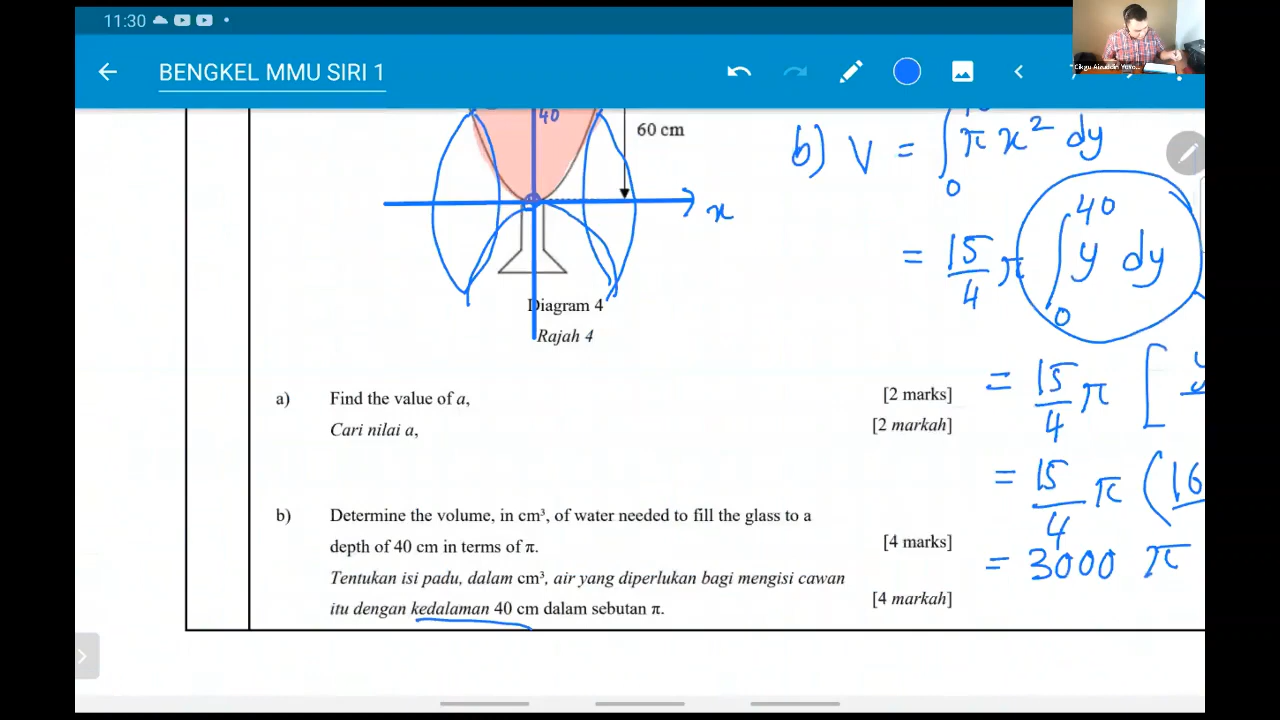 11:30
BENGKEL MMU SIRI 1
40
60 cm
x
Diagram 4
Rajah 4
b) V = ∫ π x² dy
0
= 15/4 π ∫ y dy
40
0
= 15/4 π [
= 15/4 π (16
= 3000 π
a) Find the value of a, [2 marks]
Cari nilai a, [2 markah]
b) Determine the volume, in cm³, of water needed to fill the glass to a
depth of 40 cm in terms of π. [4 marks]
Tentukan isi padu, dalam cm³, air yang diperlukan bagi mengisi cawan
itu dengan kedalaman 40 cm dalam sebutan π. [4 markah]